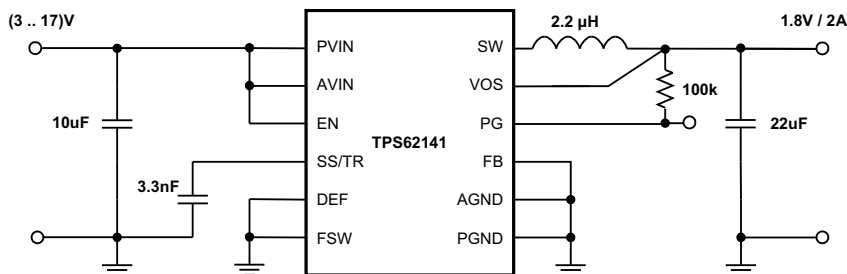 (3 .. 17)V
2.2 µH
1.8V / 2A
PVIN
SW
AVIN
VOS
100k
10uF
EN
PG
22uF
TPS62141
SS/TR
FB
3.3nF
DEF
AGND
FSW
PGND